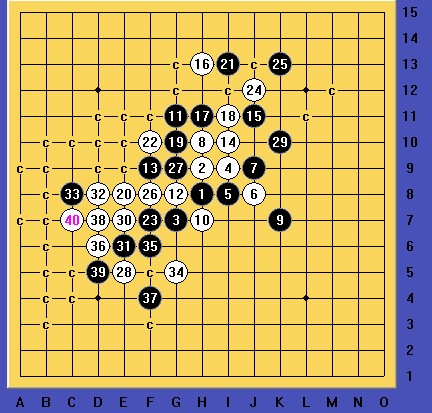 15
14
c 16 21 c 25 13
c c 24 c 12
c c c 11 17 18 15 c 11
c c c c 22 19 8 14 29 10
c c c c 13 27 2 4 7 9
c 33 32 20 26 12 1 5 6 8
c c 40 38 30 23 3 10 9 7
c 36 31 35 6
c c 39 28 c 34 5
c c 37 4
c c 3
2
1
A B C D E F G H I J K L M N O